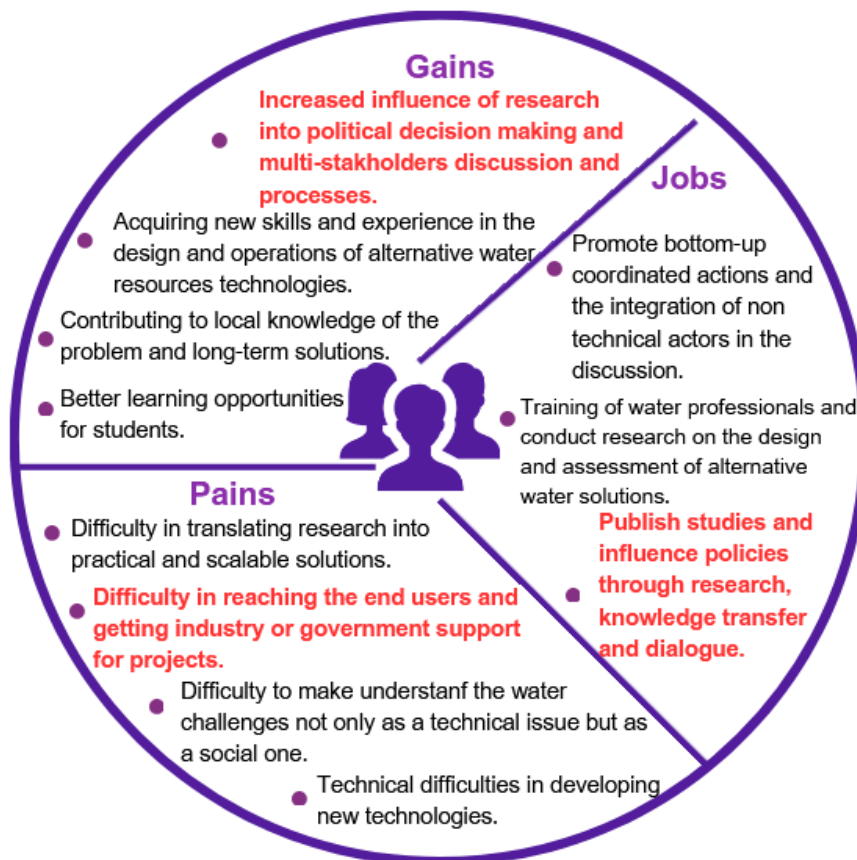 Gains
Increased influence of research
into political decision making and
multi-stakholders discussion and
processes.
Acquiring new skills and experience in the
design and operations of alternative water
resources technologies.
Contributing to local knowledge of the
problem and long-term solutions.
Better learning opportunities
for students.
Jobs
Promote bottom-up
coordinated actions and
the integration of non
technical actors in the
discussion.
Training of water professionals and
conduct research on the design
and assessment of alternative
water solutions.
Publish studies and
influence policies
through research,
knowledge transfer
and dialogue.
Pains
Difficulty in translating research into
practical and scalable solutions.
Difficulty in reaching the end users and
getting industry or government support
for projects.
Difficulty to make understanf the water
challenges not only as a technical issue but as
a social one.
Technical difficulties in developing
new technologies.